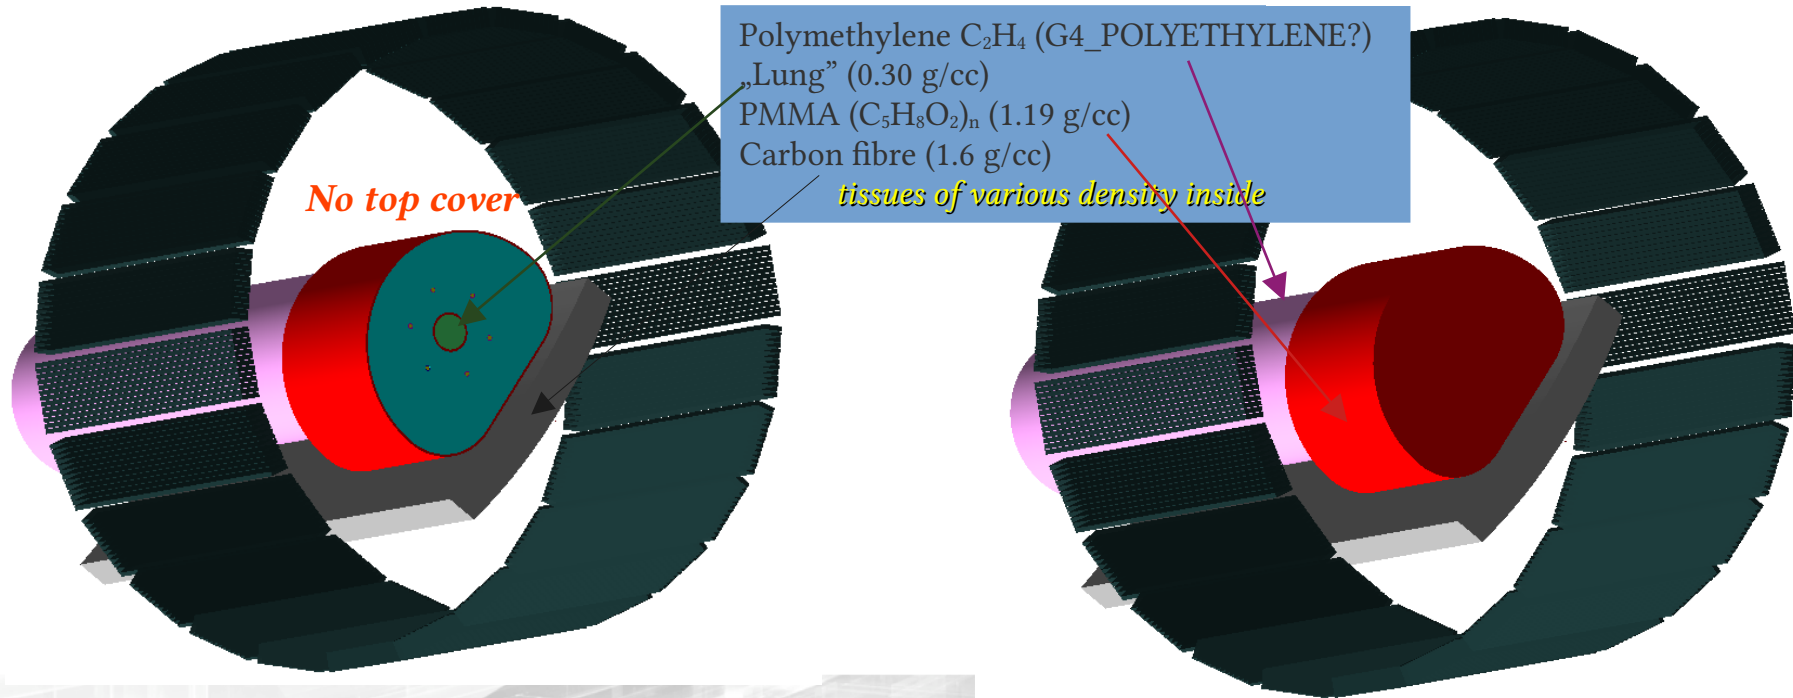 Polymethylene C₂H₄ (G4_POLYETHYLENE?)
„Lung” (0.30 g/cc)
PMMA (C₅H₈O₂)ₙ (1.19 g/cc)
Carbon fibre (1.6 g/cc)
tissues of various density inside
No top cover